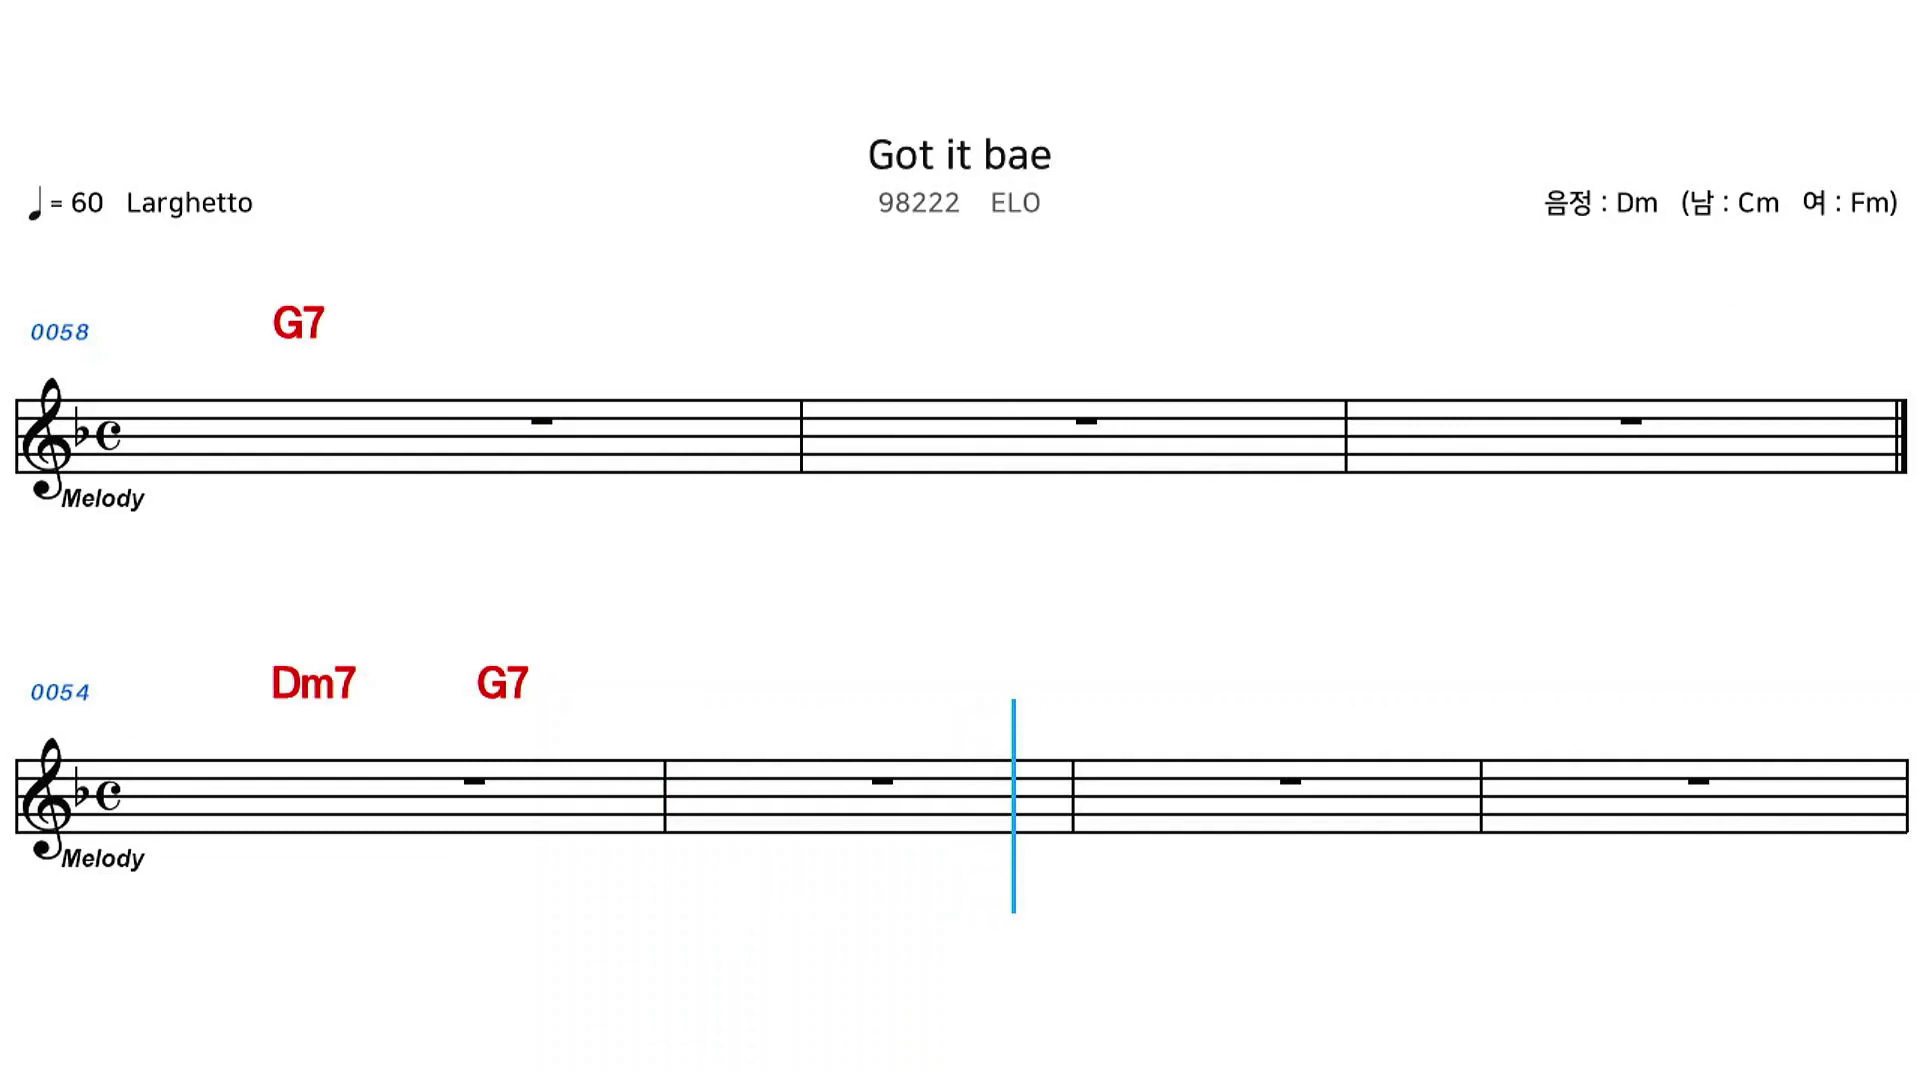 Got it bae
♩ = 60 Larghetto
98222 ELO
음정 : Dm (남 : Cm 여 : Fm)
0058 G7
Melody
0054 Dm7 G7
Melody